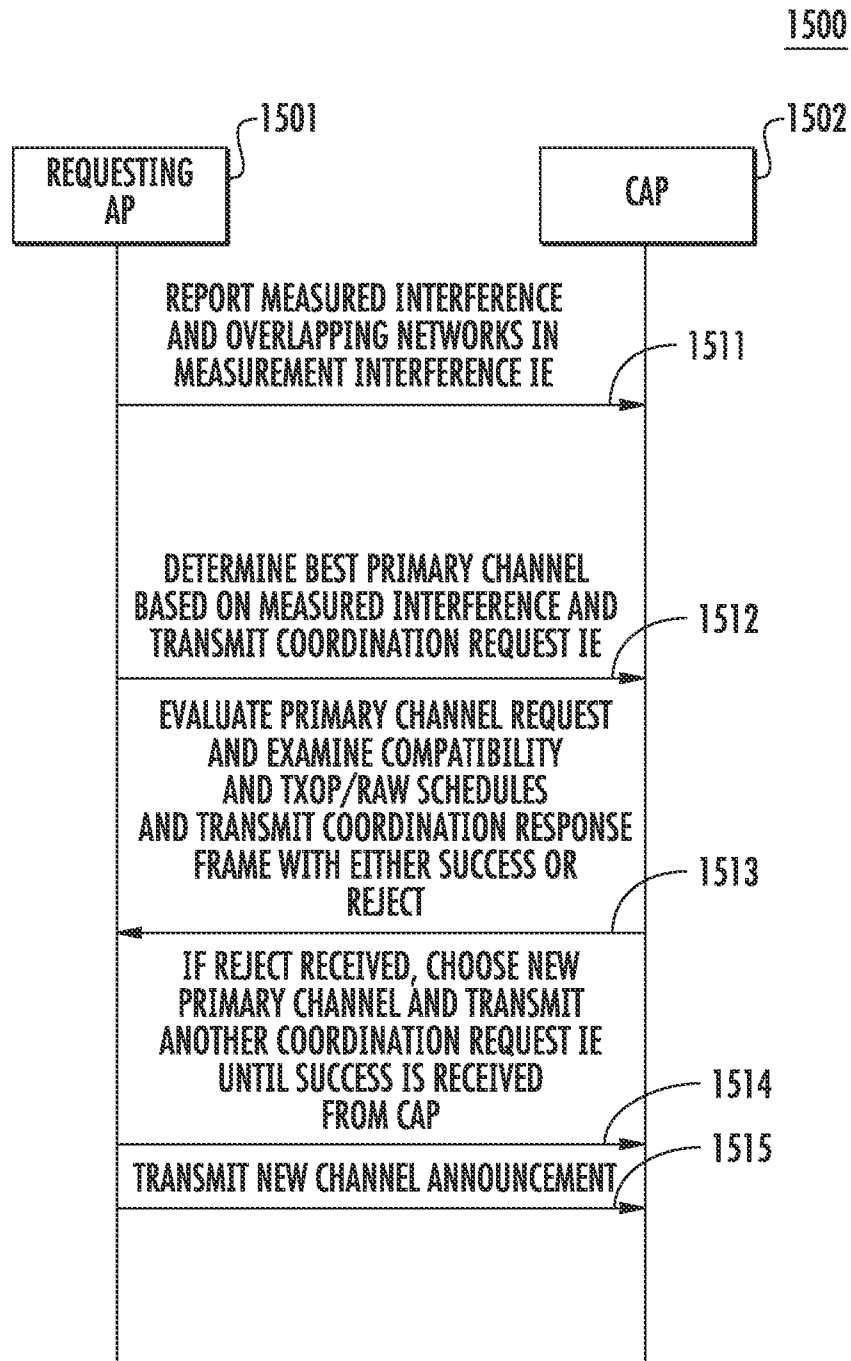 1500
1501
1502
REQUESTING
AP
CAP
REPORT MEASURED INTERFERENCE
AND OVERLAPPING NETWORKS IN
MEASUREMENT INTERFERENCE IE
1511
DETERMINE BEST PRIMARY CHANNEL
BASED ON MEASURED INTERFERENCE AND
TRANSMIT COORDINATION REQUEST IE
1512
EVALUATE PRIMARY CHANNEL REQUEST
AND EXAMINE COMPATIBILITY
AND TXOP/RAW SCHEDULES
AND TRANSMIT COORDINATION RESPONSE
FRAME WITH EITHER SUCCESS OR
REJECT
1513
IF REJECT RECEIVED, CHOOSE NEW
PRIMARY CHANNEL AND TRANSMIT
ANOTHER COORDINATION REQUEST IE
UNTIL SUCCESS IS RECEIVED
FROM CAP
1514
1515
TRANSMIT NEW CHANNEL ANNOUNCEMENT